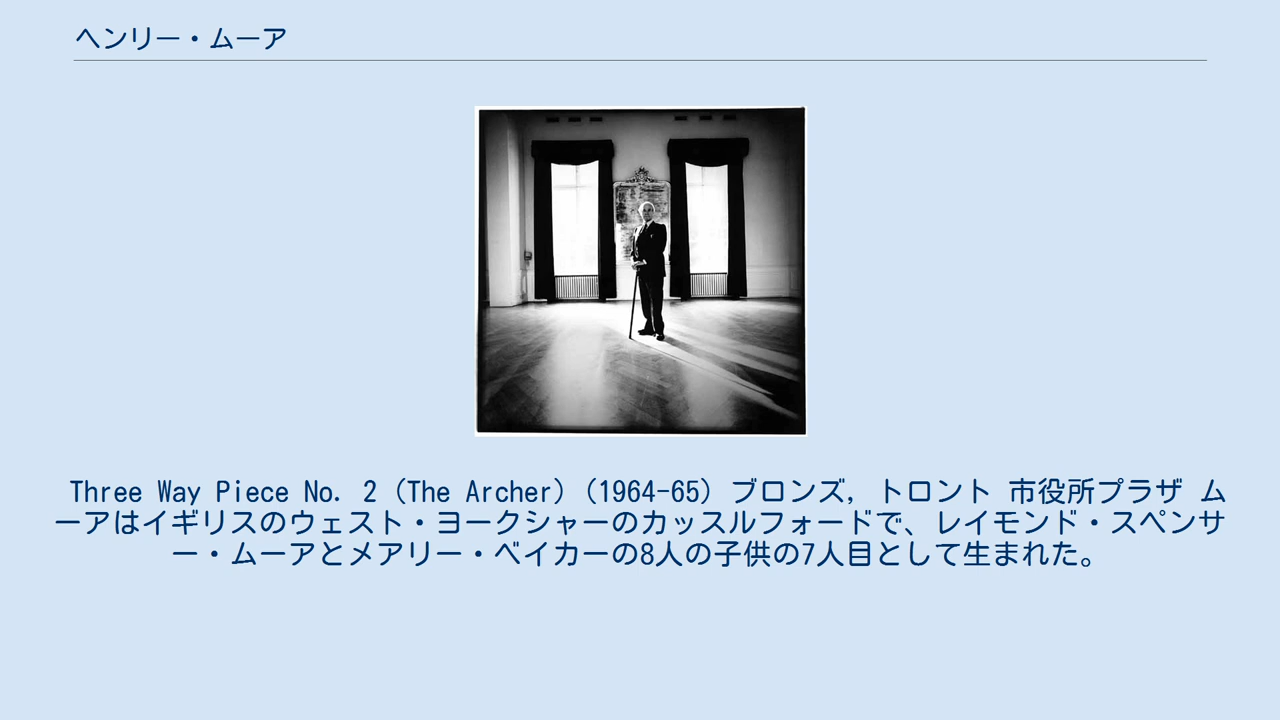 ヘンリー・ムーア
Three Way Piece No. 2 (The Archer) (1964-65) ブロンズ, トロント 市役所プラザ ム
ーアはイギリスのウェスト・ヨークシャーのカッスルフォードで、レイモンド・スペンサ
ー・ムーアとメアリー・ベイカーの8人の子供の7人目として生まれた。